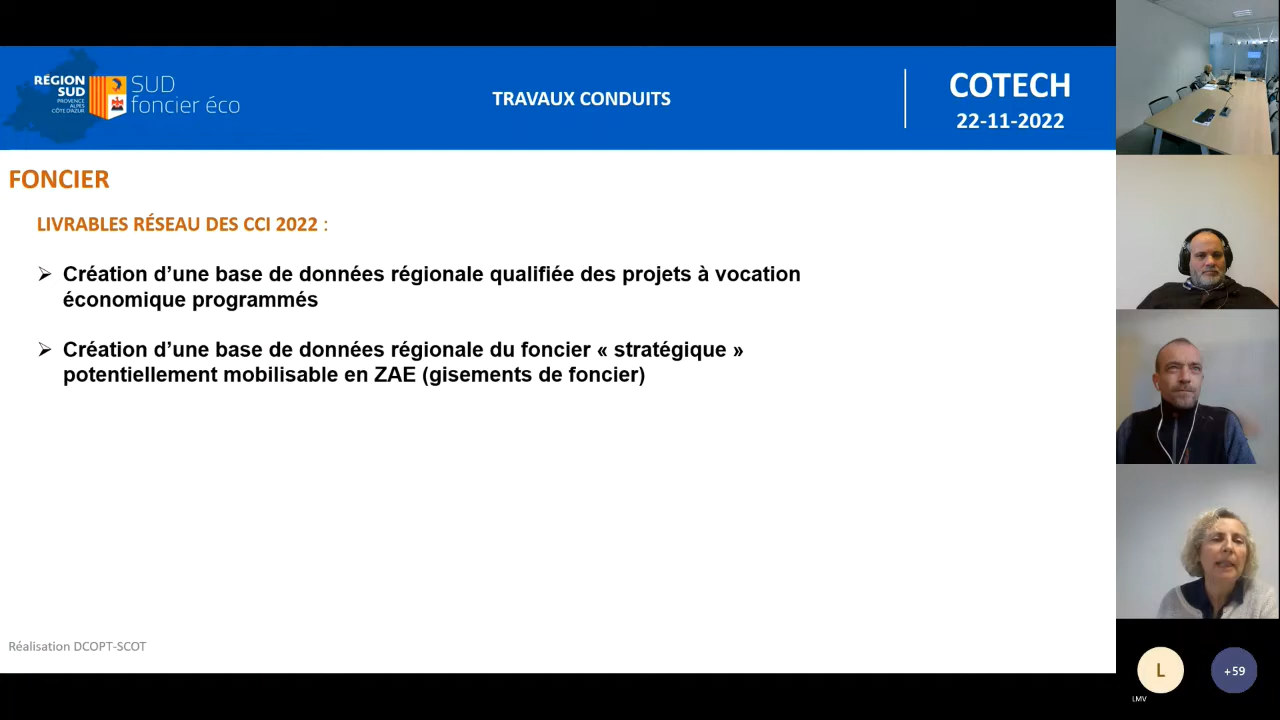 RÉGION
SUD
PROVENCE
ALPES
CÔTE D'AZUR
SUD
foncier éco
TRAVAUX CONDUITS
COTECH
22-11-2022
FONCIER
LIVRABLES RÉSEAU DES CCI 2022 :
➢ Création d’une base de données régionale qualifiée des projets à vocation
économique programmés
➢ Création d’une base de données régionale du foncier « stratégique »
potentiellement mobilisable en ZAE (gisements de foncier)
Réalisation DCOPT-SCOT
L
+59
LMV